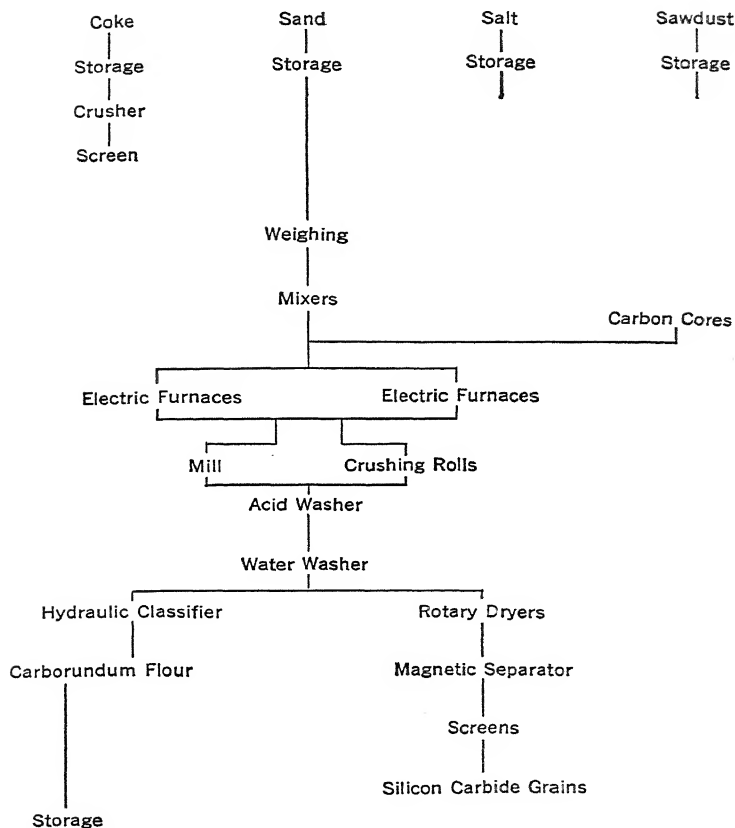 Coke Sand Salt Sawdust
Storage Storage Storage Storage
Crusher
Screen
Weighing
Mixers
Carbon Cores
Electric Furnaces Electric Furnaces
Mill Crushing Rolls
Acid Washer
Water Washer
Hydraulic Classifier Rotary Dryers
Carborundum Flour Magnetic Separator
Screens
Silicon Carbide Grains
Storage